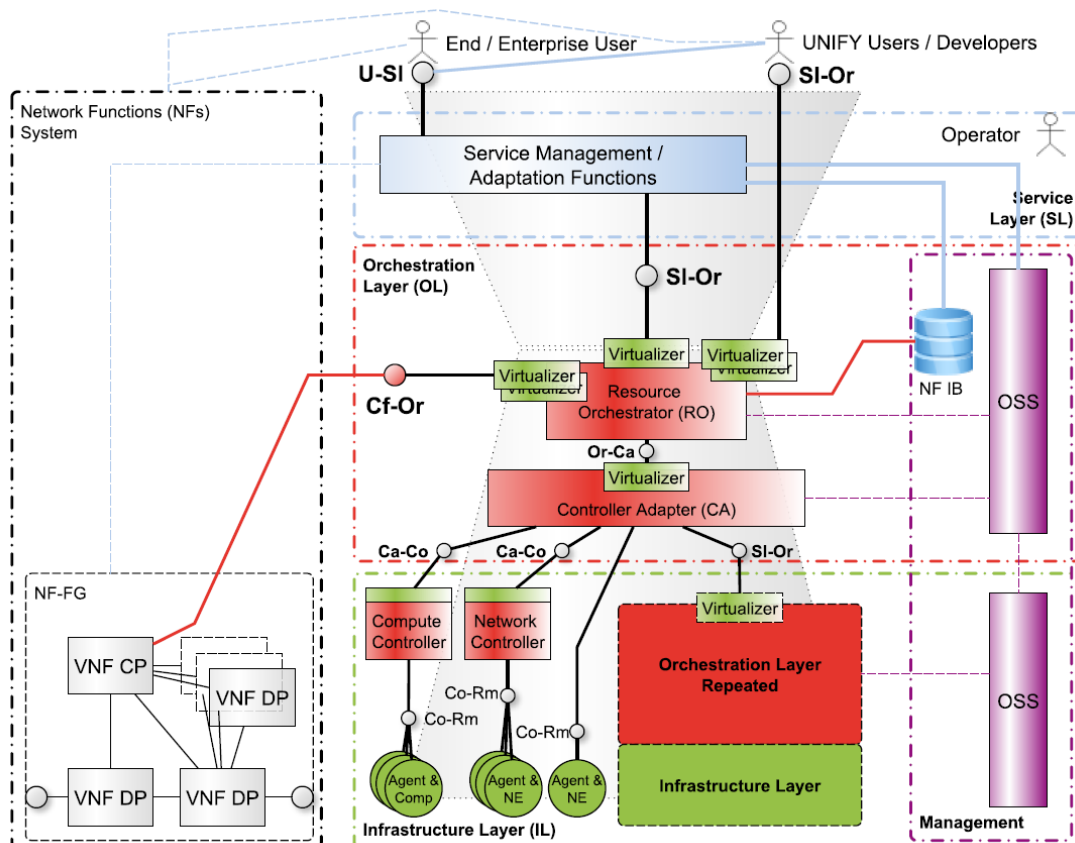 End / Enterprise User
UNIFY Users / Developers
U-Sl
Sl-Or
Network Functions (NFs)
System
Operator
Service Management /
Adaptation Functions
Service
Layer (SL)
Orchestration
Layer (OL)
Sl-Or
Virtualizer
Virtualizer
Virtualizer
Virtualizer
Virtualizer
Resource
Orchestrator (RO)
NF IB
OSS
Cf-Or
Or-Ca
Virtualizer
Controller Adapter (CA)
Ca-Co
Ca-Co
Sl-Or
NF-FG
Compute
Controller
Network
Controller
Virtualizer
VNF CP
VNF DP
Orchestration Layer
Repeated
OSS
Co-Rm
Co-Rm
Co-Rm
VNF DP
VNF DP
Agent &
Comp
Agent &
NE
Agent &
NE
Infrastructure Layer
Infrastructure Layer (IL)
Management